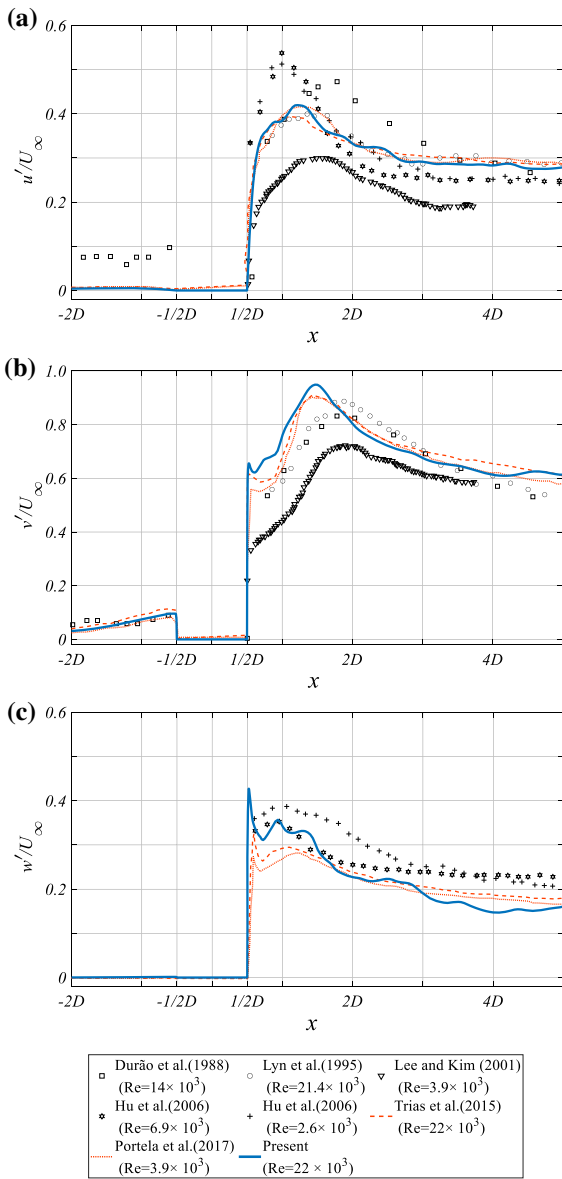 (a)
0.6
0.4
0.2
0
u′/U∞
-2D -1/2D 1/2D 2D 4D
x
(b)
1.0
0.8
0.6
0.4
0.2
0
v′/U∞
-2D -1/2D 1/2D 2D 4D
x
(c)
0.6
0.4
0.2
0
w′/U∞
-2D -1/2D 1/2D 2D 4D
x
Durão et al.(1988) Lyn et al.(1995) Lee and Kim (2001)
(Re=14× 10³) (Re=21.4× 10³) (Re=3.9× 10³)
Hu et al.(2006) Hu et al.(2006) Trias et al.(2015)
(Re=6.9× 10³) (Re=2.6× 10³) (Re=22× 10³)
Portela et al.(2017) Present
(Re=3.9× 10³) (Re=22 × 10³)